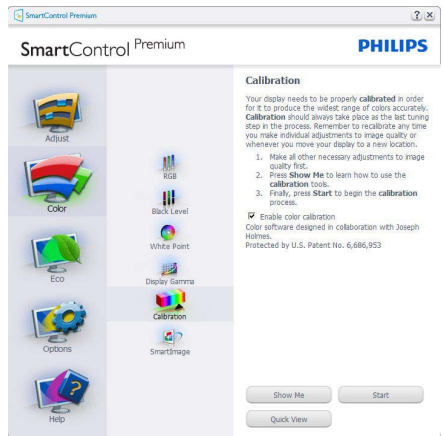 SmartControl Premium
SmartControl Premium
PHILIPS
Adjust
Color
Eco
Options
Help
RGB
Black Level
White Point
Display Gamma
Calibration
SmartImage
Calibration
Your display needs to be properly calibrated in order
for it to produce the widest range of colors accurately.
Calibration should always take place as the last tuning
step in the process. Remember to recalibrate any time
you make individual adjustments to image quality or
whenever you move your display to a new location.
1. Make all other necessary adjustments to image
quality first.
2. Press Show Me to learn how to use the
calibration tools.
3. Finally, press Start to begin the calibration
process.
Enable color calibration
Color software designed in collaboration with Joseph
Holmes.
Protected by U.S. Patent No. 6,686,953
Show Me
Start
Quick View